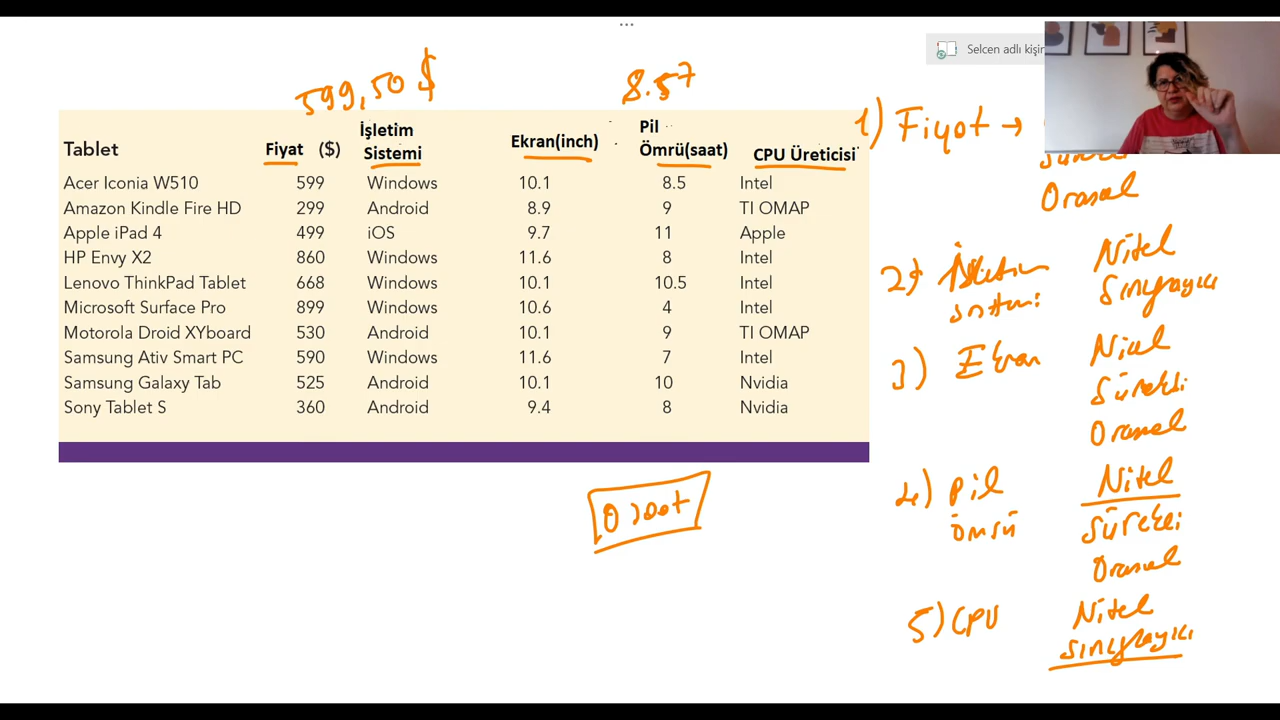 ...
Selcen adlı kişin
599,50 $
8.57
Tablet Fiyat ($) İşletim Sistemi Ekran(inch) Pil Ömrü(saat) CPU Üreticisi
Acer Iconia W510 599 Windows 10.1 8.5 Intel
Amazon Kindle Fire HD 299 Android 8.9 9 TI OMAP
Apple iPad 4 499 iOS 9.7 11 Apple
HP Envy X2 860 Windows 11.6 8 Intel
Lenovo ThinkPad Tablet 668 Windows 10.1 10.5 Intel
Microsoft Surface Pro 899 Windows 10.6 4 Intel
Motorola Droid XYboard 530 Android 10.1 9 TI OMAP
Samsung Ativ Smart PC 590 Windows 11.6 7 Intel
Samsung Galaxy Tab 525 Android 10.1 10 Nvidia
Sony Tablet S 360 Android 9.4 8 Nvidia
0 saat
1) Fiyat →
Oransal
2) İşletim Nitel
sistemi Sınıflayıcı
3) Ekran Nicel
Sürekli
Oransal
4) Pil Nitel
ömrü Sürekli
Oransal
5) CPU Nitel
Sınıflayıcı